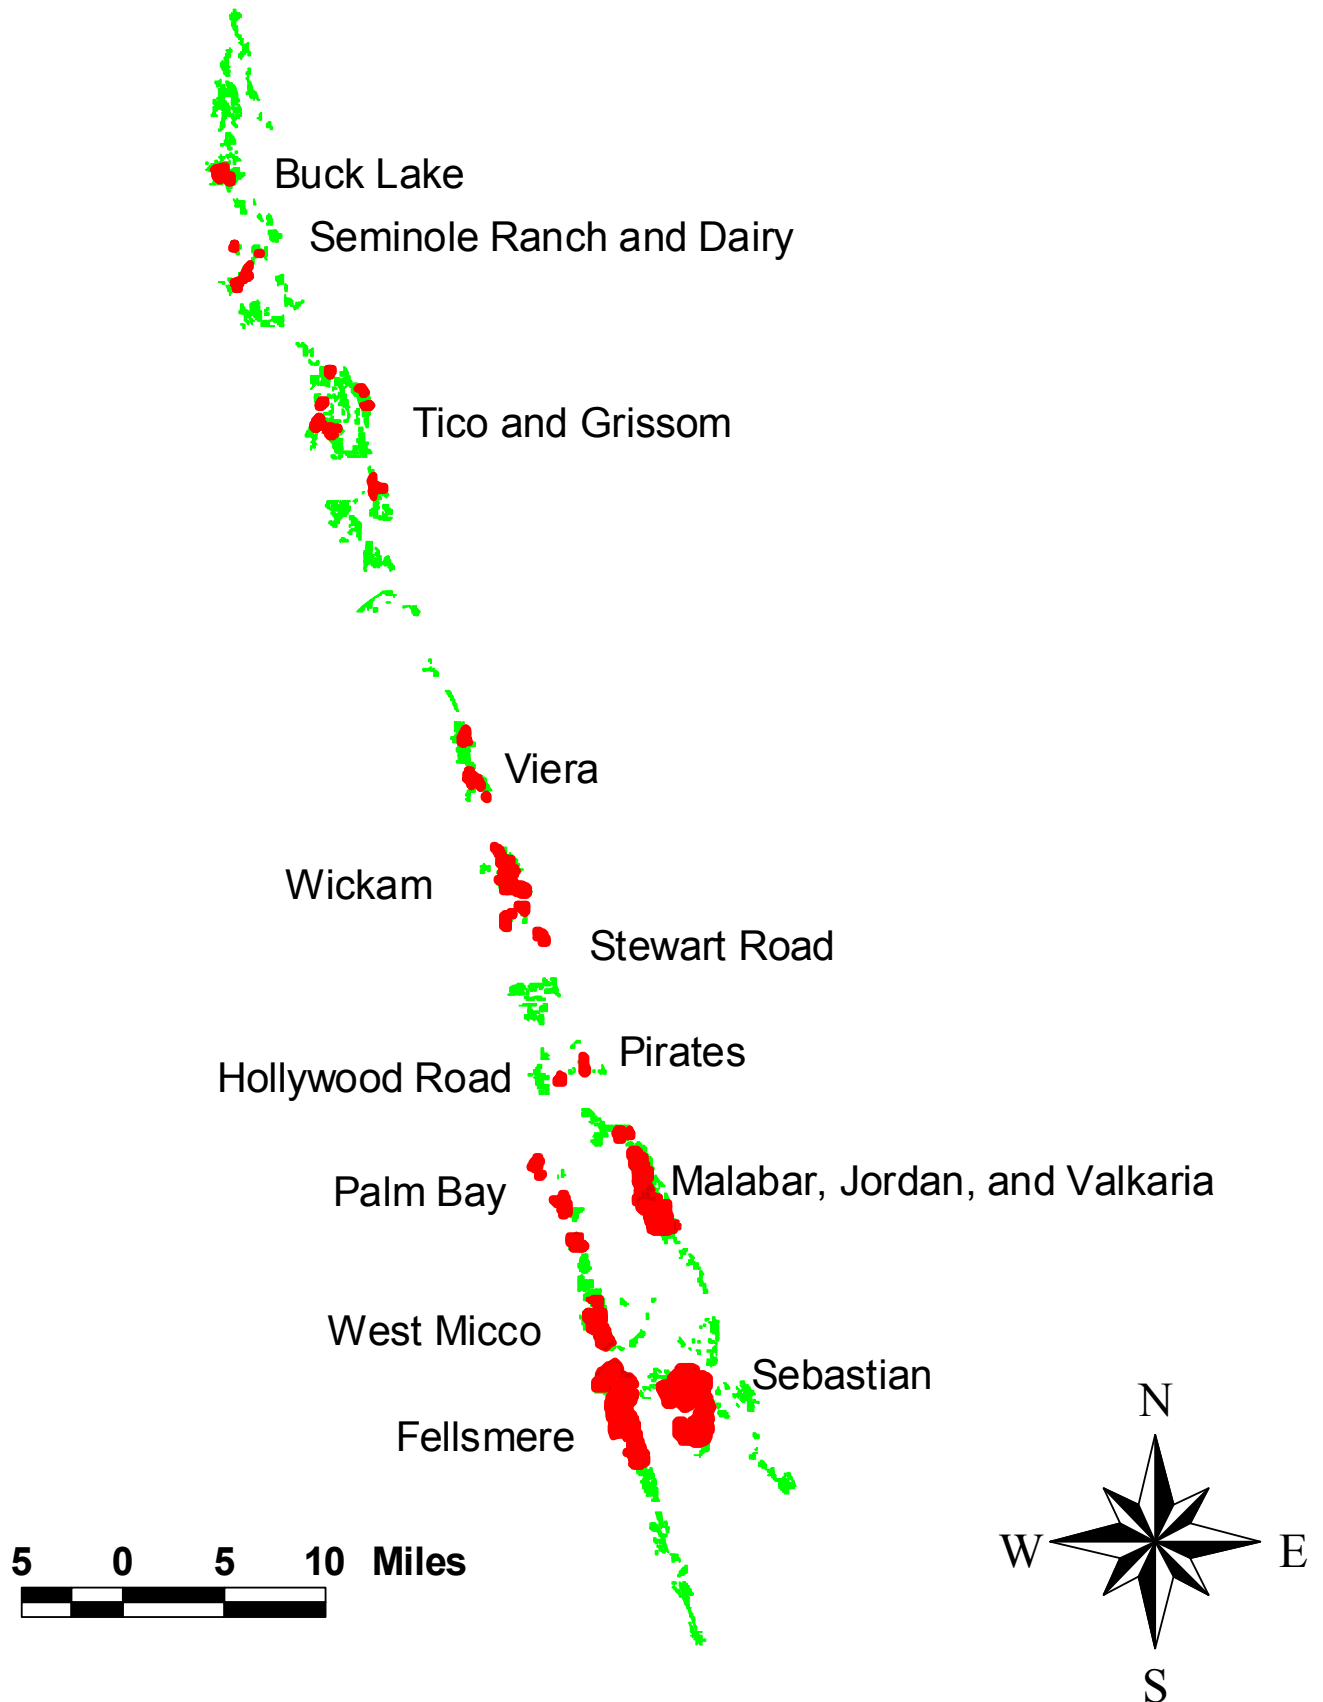 Buck Lake
Seminole Ranch and Dairy
Tico and Grissom
Viera
Wickam
Stewart Road
Pirates
Hollywood Road
Malabar, Jordan, and Valkaria
Palm Bay
West Micco
Sebastian
Fellsmere
N
W E
S
5 0 5 10 Miles